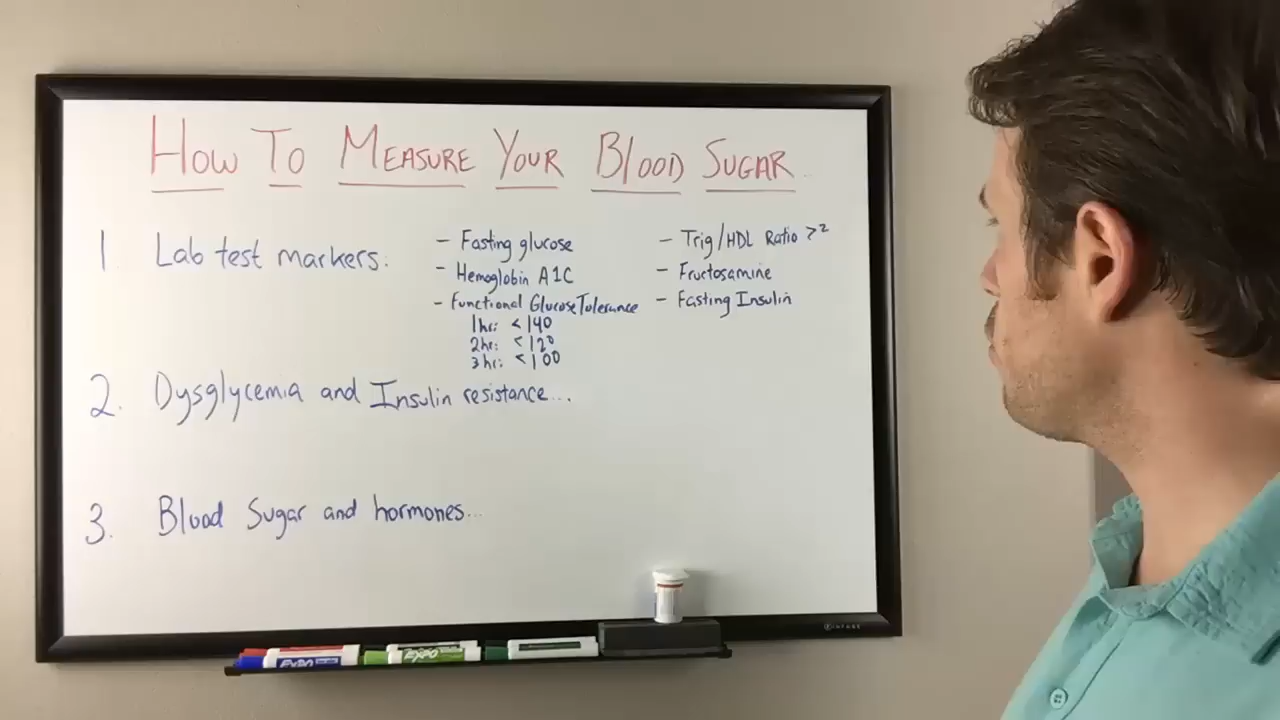 How To Measure Your Blood Sugar
1. Lab test markers:
- Fasting glucose
- Hemoglobin A1C
- Functional Glucose Tolerance
1hr: <140
2hr: <120
3hr: <100
- Trig/HDL Ratio >2
- Fructosamine
- Fasting Insulin
2. Dysglycemia and Insulin resistance...
3. Blood Sugar and hormones...
EXPO
EXPO